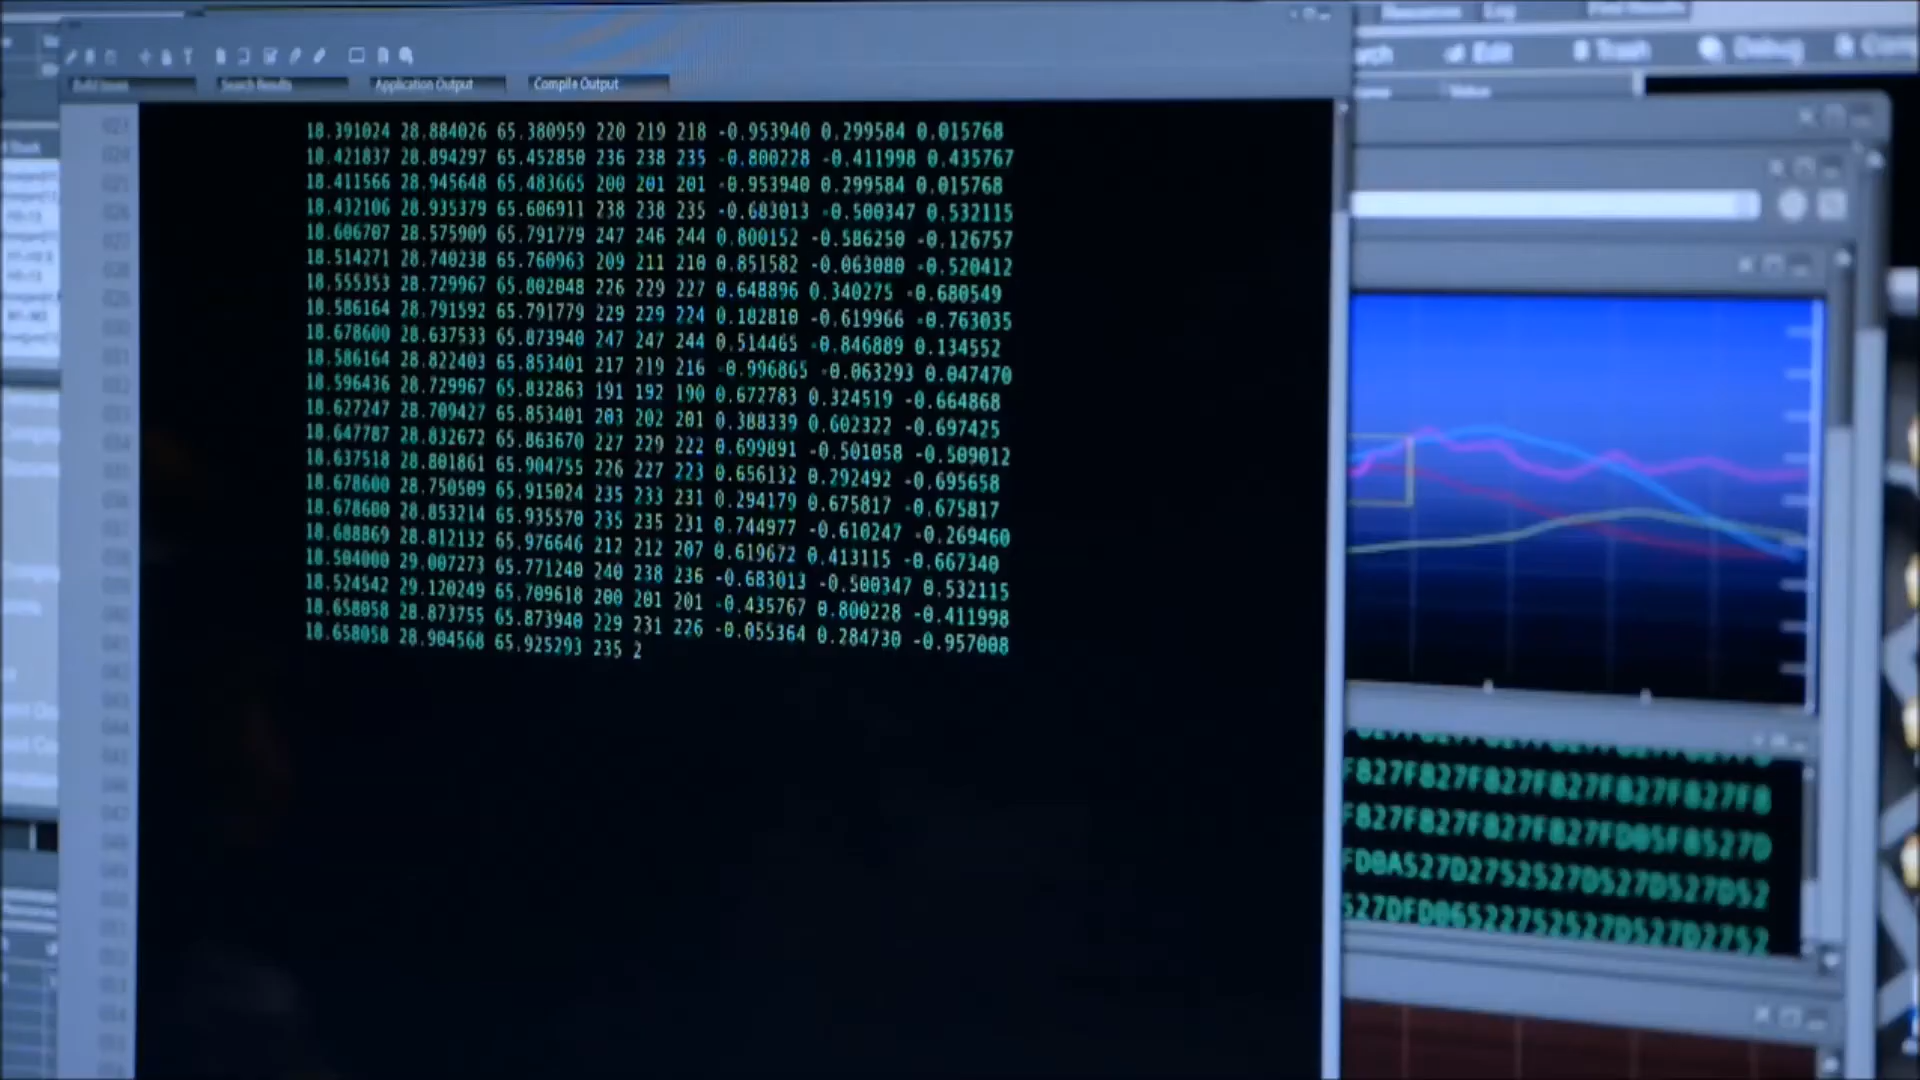 Log
Edit
Trash
Debug
Search Results
Application Output
Compile Output
Value
18.391024 28.884026 65.380959 220 219 218 -0.953940 0.299584 0.015768
18.421837 28.894297 65.452850 236 238 235 -0.800228 -0.411998 0.435767
18.411566 28.945648 65.483665 200 201 201 -0.953940 0.299584 0.015768
18.432106 28.935379 65.606911 238 238 235 -0.683013 -0.500347 0.532115
18.606707 28.575909 65.791779 247 246 244 0.800152 -0.586250 -0.126757
18.514271 28.740238 65.760963 209 211 210 0.851582 -0.063080 -0.520412
18.555353 28.729967 65.802048 226 229 227 0.648896 0.340275 -0.680549
18.586164 28.791592 65.791779 229 229 224 0.182810 -0.619966 -0.763035
18.678600 28.637533 65.873940 247 247 244 0.514465 -0.846889 0.134552
18.586164 28.822403 65.853401 217 219 216 -0.996865 -0.063293 0.047470
18.596436 28.729967 65.832863 191 192 190 0.672783 0.324519 -0.664868
18.627247 28.709427 65.853401 203 202 201 0.388339 0.602322 -0.697425
18.647787 28.832672 65.863670 227 229 222 0.699891 -0.501058 -0.509012
18.637518 28.801861 65.904755 226 227 223 0.656132 0.292492 -0.695658
18.678600 28.750509 65.915024 235 233 231 0.294179 0.675817 -0.675817
18.678600 28.853214 65.935570 235 235 231 0.744977 -0.610247 -0.269460
18.688869 28.812132 65.976646 212 212 207 0.619672 0.413115 -0.667340
18.504000 29.007273 65.771240 240 238 236 -0.683013 -0.500347 0.532115
18.524542 29.120249 65.709618 200 201 201 -0.435767 0.800228 -0.411998
18.658058 28.873755 65.873940 229 231 226 -0.055364 0.284730 -0.957008
18.658058 28.904568 65.925293 235 2
F827F827F827F827F827F827F8
F827F827F827F827FD05F8527D
FD0A527D2752527D527D527D52
527DFD06522752527D527D2752